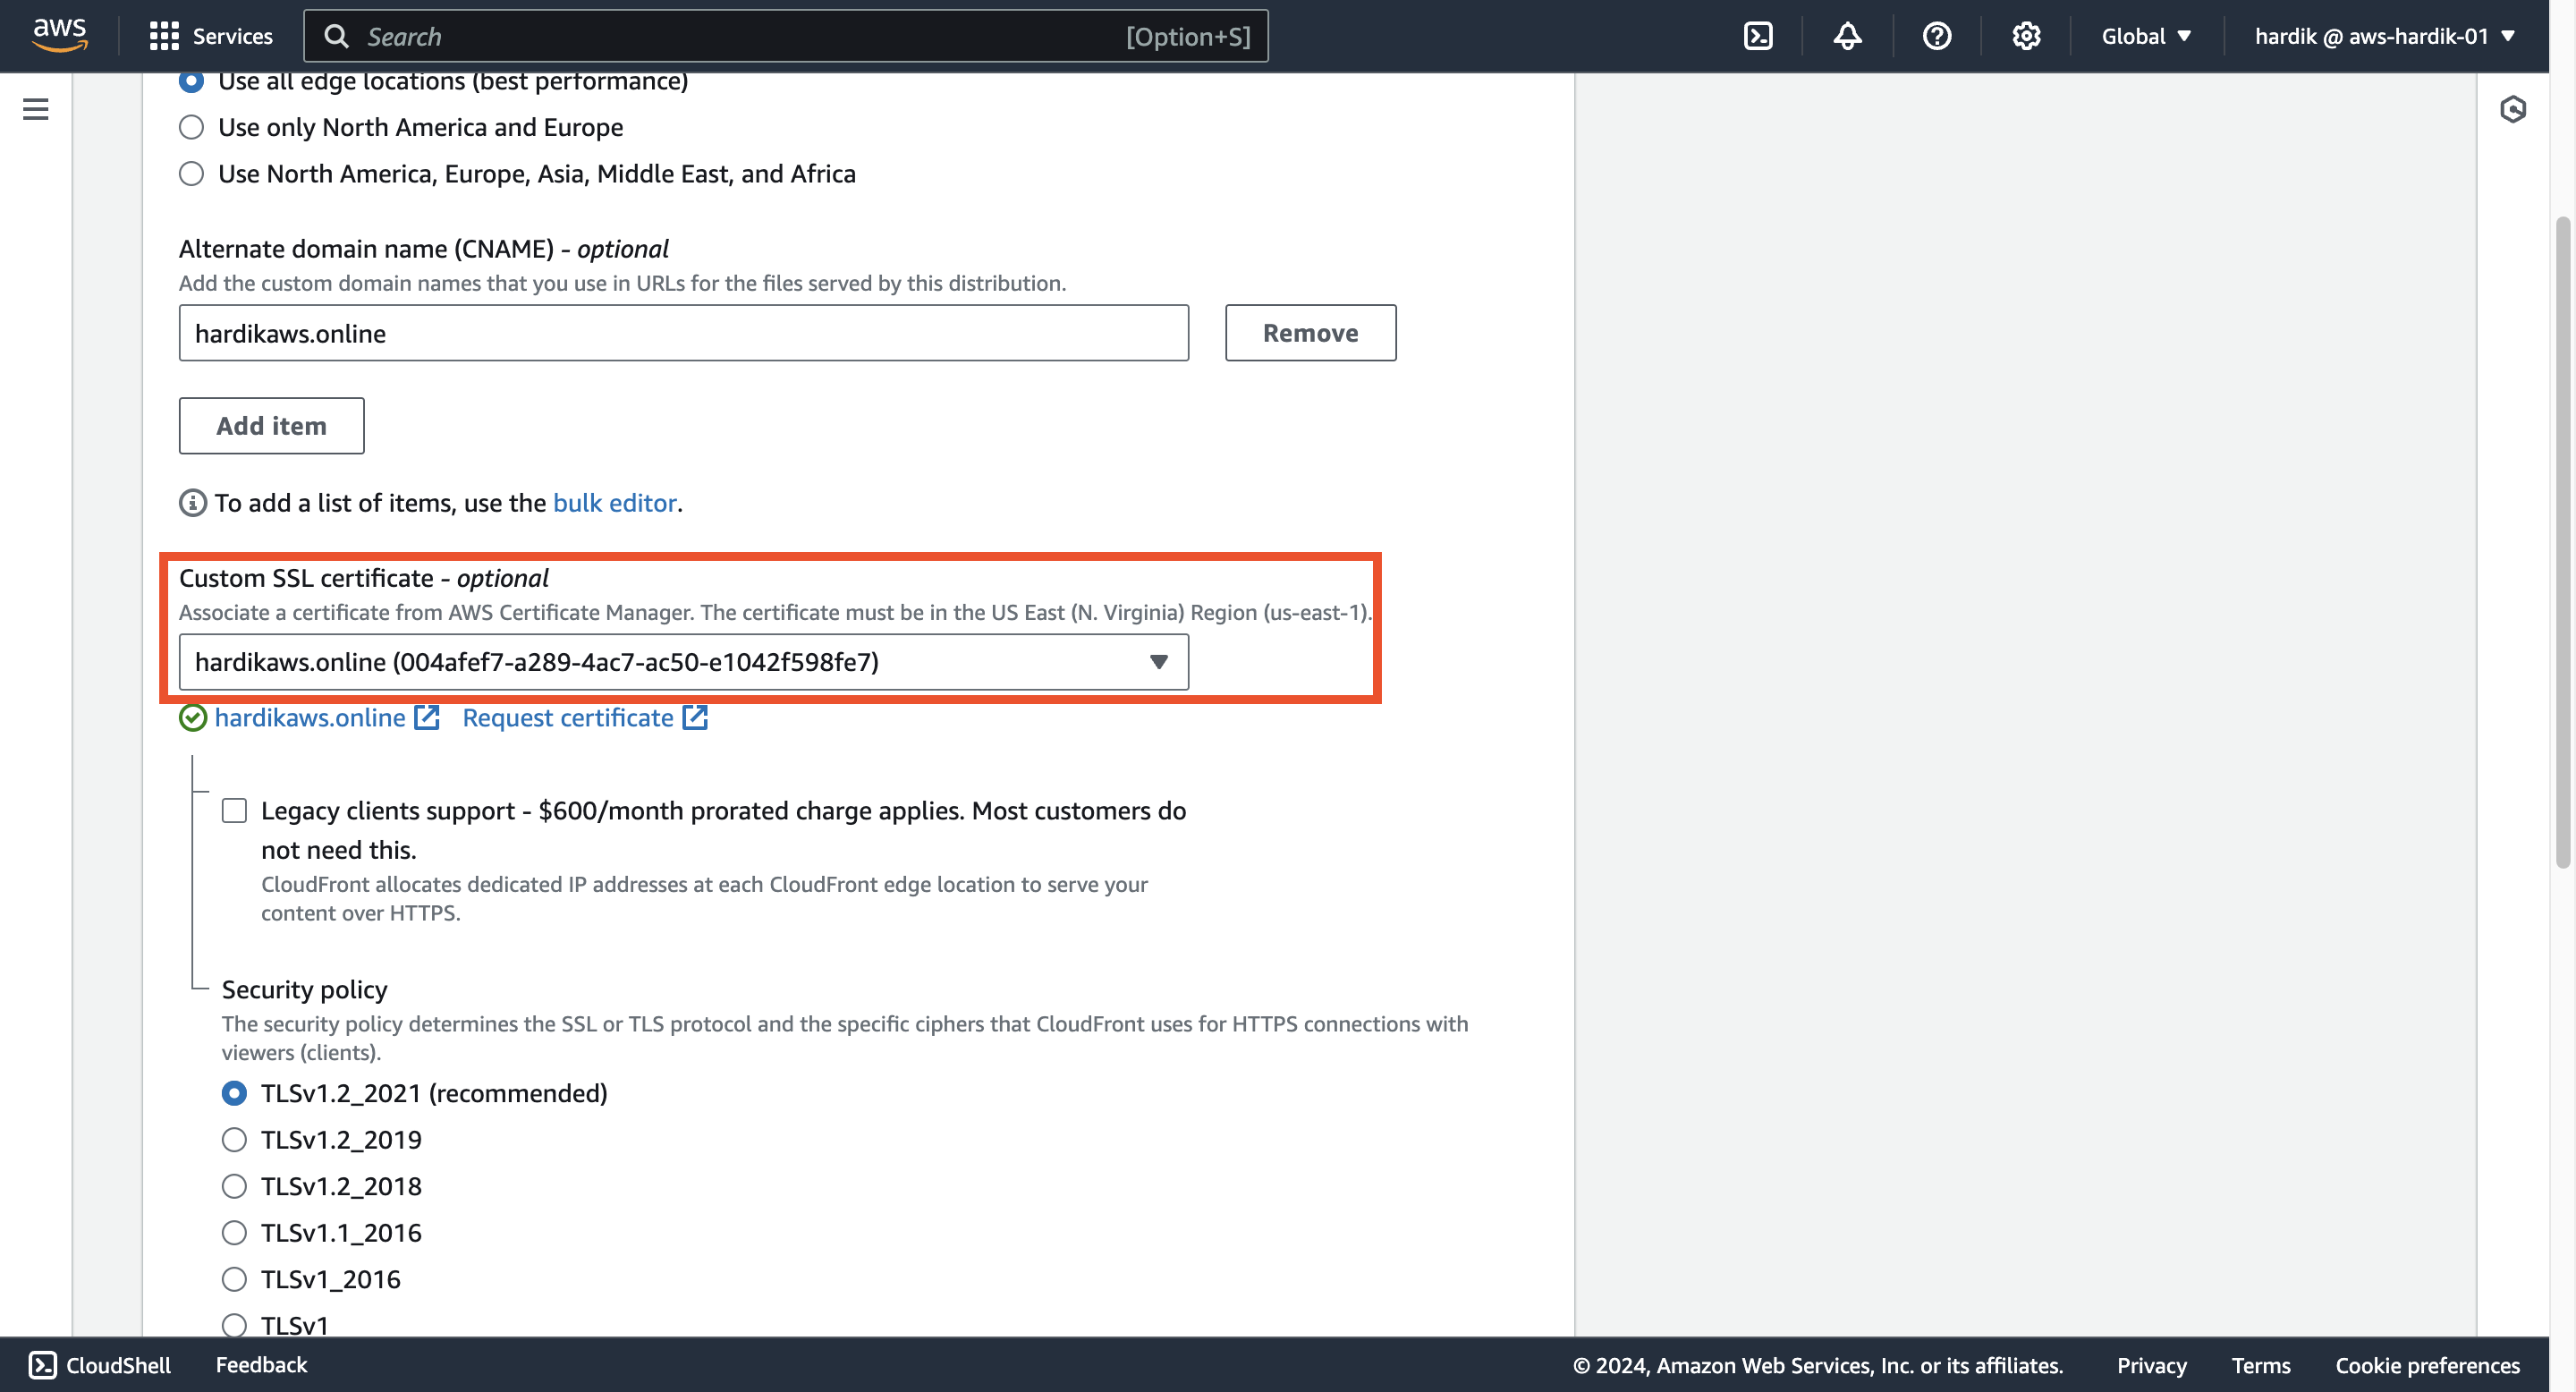 aws
Services
Search
[Option+S]
Global
hardik @ aws-hardik-01
Use all edge locations (best performance)
Use only North America and Europe
Use North America, Europe, Asia, Middle East, and Africa
Alternate domain name (CNAME) - optional
Add the custom domain names that you use in URLs for the files served by this distribution.
hardikaws.online
Remove
Add item
To add a list of items, use the bulk editor.
Custom SSL certificate - optional
Associate a certificate from AWS Certificate Manager. The certificate must be in the US East (N. Virginia) Region (us-east-1).
hardikaws.online (004afef7-a289-4ac7-ac50-e1042f598fe7)
hardikaws.online
Request certificate
Legacy clients support - $600/month prorated charge applies. Most customers do
not need this.
CloudFront allocates dedicated IP addresses at each CloudFront edge location to serve your
content over HTTPS.
Security policy
The security policy determines the SSL or TLS protocol and the specific ciphers that CloudFront uses for HTTPS connections with
viewers (clients).
TLSv1.2_2021 (recommended)
TLSv1.2_2019
TLSv1.2_2018
TLSv1.1_2016
TLSv1_2016
TLSv1
CloudShell
Feedback
© 2024, Amazon Web Services, Inc. or its affiliates.
Privacy
Terms
Cookie preferences